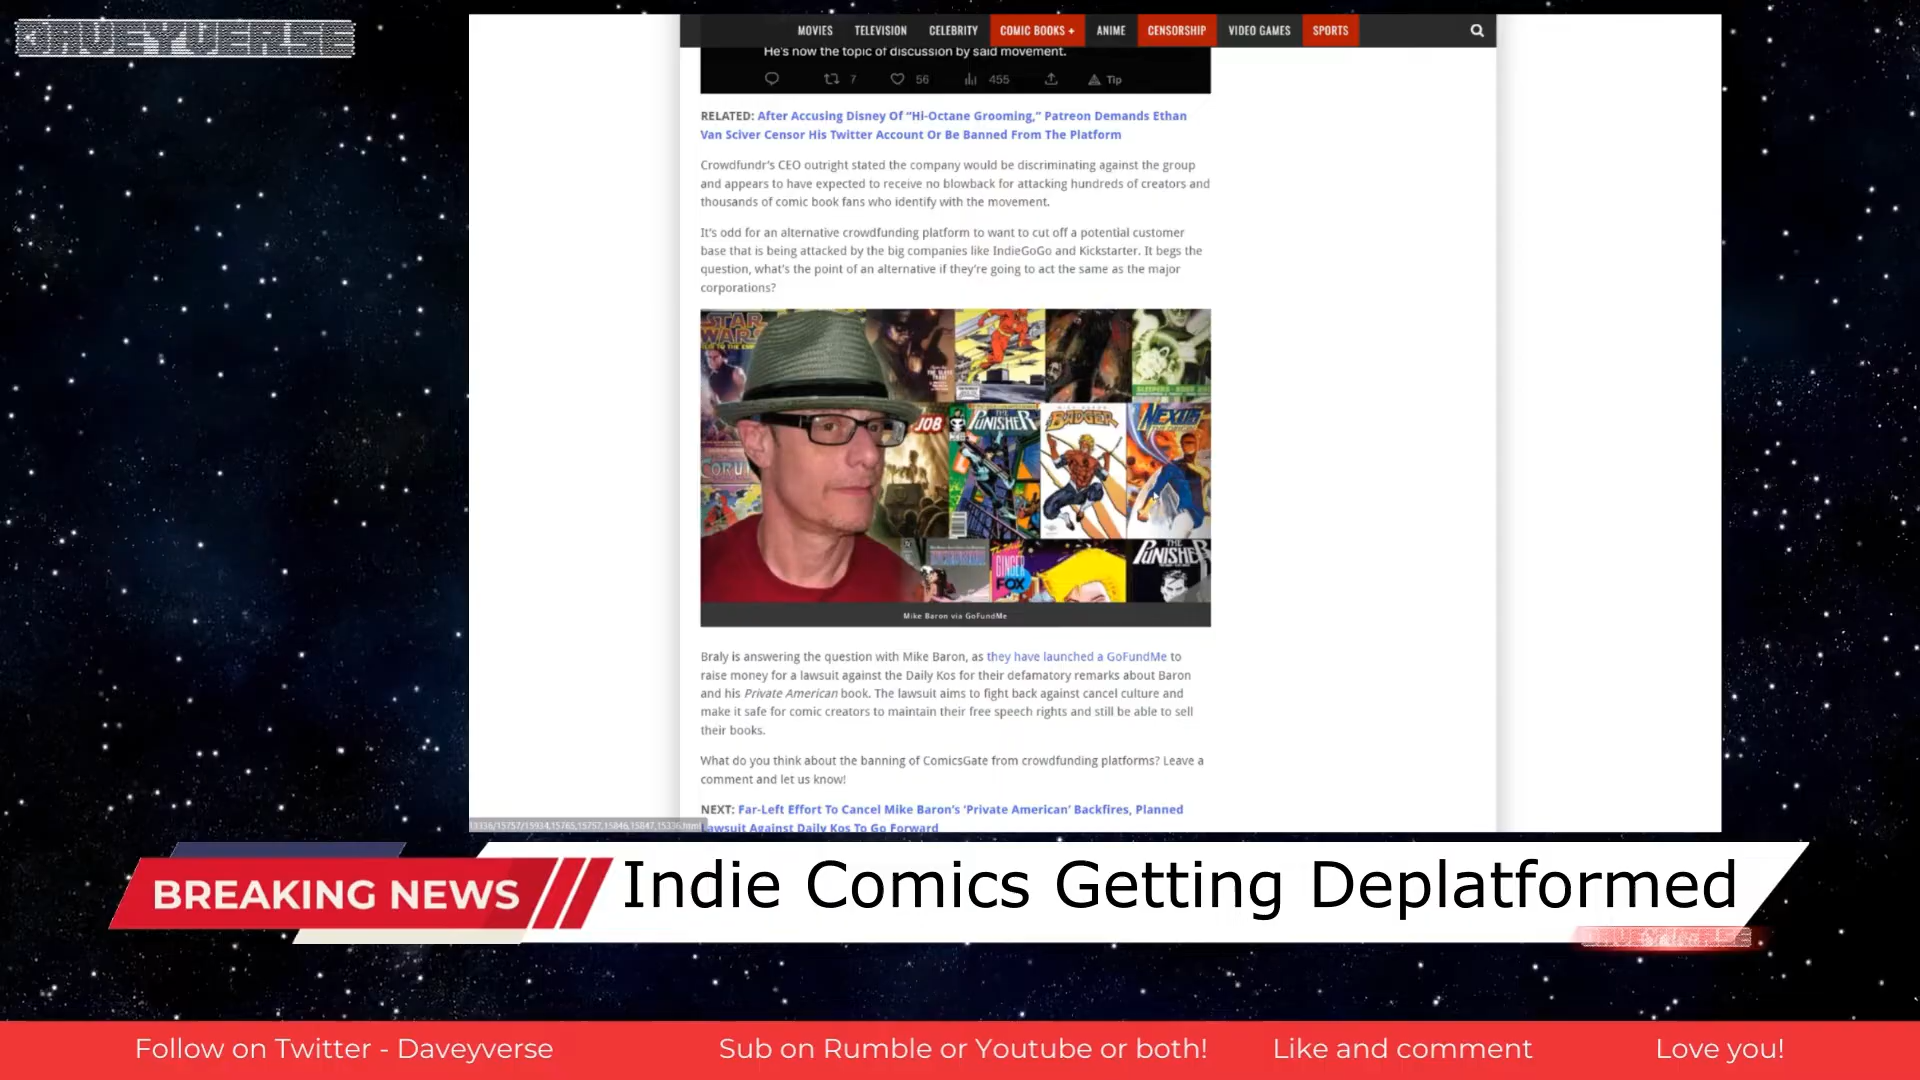 DAVEYVERSE
MOVIES TELEVISION CELEBRITY COMIC BOOKS + ANIME CENSORSHIP VIDEO GAMES SPORTS
He's now the topic of discussion by said movement.
7 56 455 Tip
RELATED: After Accusing Disney Of “Hi-Octane Grooming,” Patreon Demands Ethan
Van Sciver Censor His Twitter Account Or Be Banned From The Platform
Crowdfundr's CEO outright stated the company would be discriminating against the group
and appears to have expected to receive no blowback for attacking hundreds of creators and
thousands of comic book fans who identify with the movement.
It's odd for an alternative crowdfunding platform to want to cut off a potential customer
base that is being attacked by the big companies like IndieGoGo and Kickstarter. It begs the
question, what's the point of an alternative if they're going to act the same as the major
corporations?
STAR
WARS
JOB
THE
PUNISHER
BADGER
NEXUS
CORUM
GINGER
FOX
THE
PUNISHER
Mike Baron via GoFundMe
Braly is answering the question with Mike Baron, as they have launched a GoFundMe to
raise money for a lawsuit against the Daily Kos for their defamatory remarks about Baron
and his Private American book. The lawsuit aims to fight back against cancel culture and
make it safe for comic creators to maintain their free speech rights and still be able to sell
their books.
What do you think about the banning of ComicsGate from crowdfunding platforms? Leave a
comment and let us know!
NEXT: Far-Left Effort To Cancel Mike Baron's ‘Private American’ Backfires, Planned
Lawsuit Against Daily Kos To Go Forward
BREAKING NEWS
Indie Comics Getting Deplatformed
Follow on Twitter - Daveyverse Sub on Rumble or Youtube or both! Like and comment Love you!